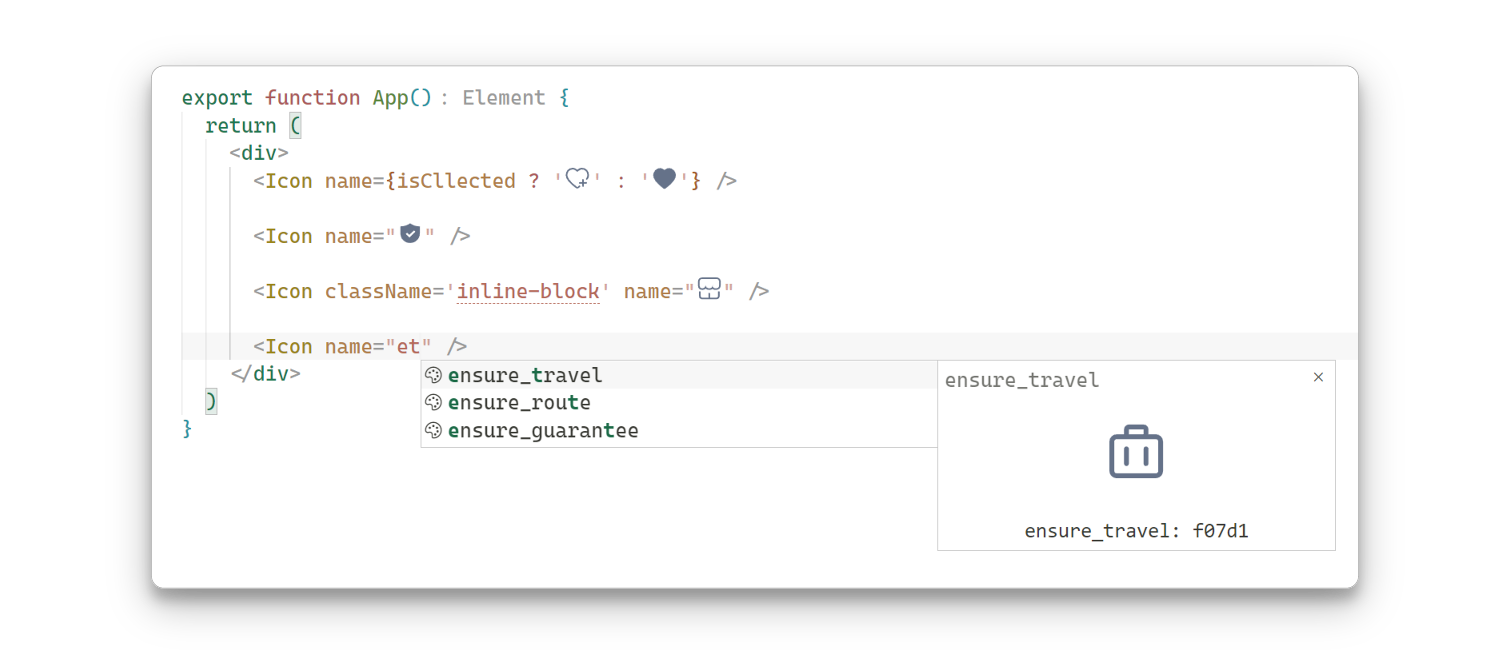 export function App() : Element {
return (
<div>
<Icon name={isCllected ? '' : ''} />
<Icon name="" />
<Icon className='inline-block' name="" />
<Icon name="et" />
</div>
)
}
ensure_travel
ensure_route
ensure_guarantee
ensure_travel ×
ensure_travel: f07d1